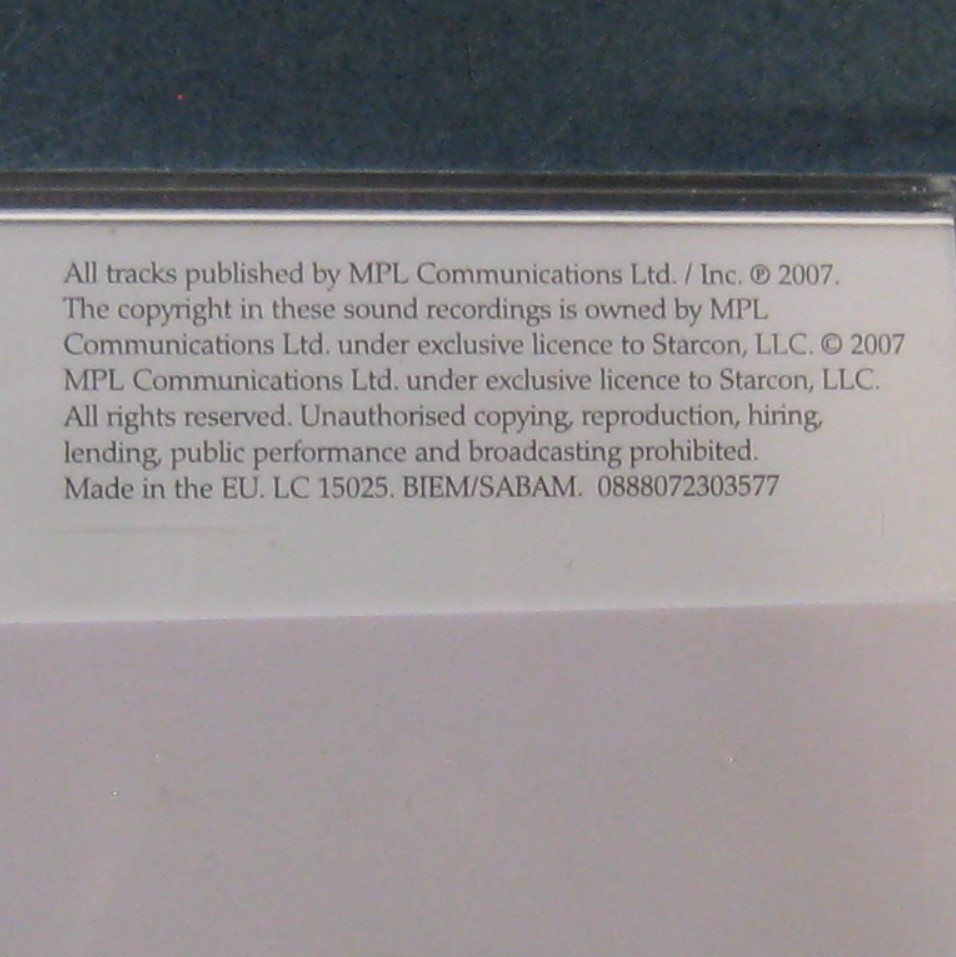 All tracks published by MPL Communications Ltd. / Inc. ℗ 2007.
The copyright in these sound recordings is owned by MPL
Communications Ltd. under exclusive licence to Starcon, LLC. © 2007
MPL Communications Ltd. under exclusive licence to Starcon, LLC.
All rights reserved. Unauthorised copying, reproduction, hiring,
lending, public performance and broadcasting prohibited.
Made in the EU. LC 15025. BIEM/SABAM. 0888072303577